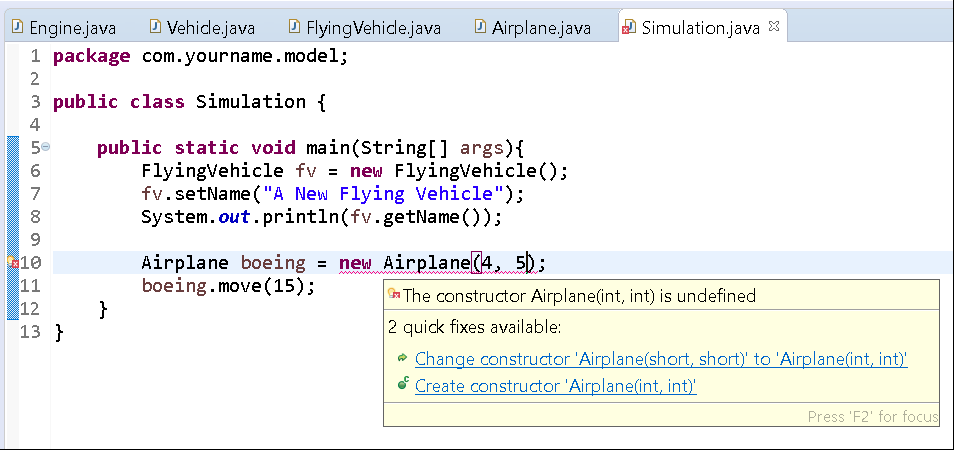 Engine.java Vehicle.java FlyingVehicle.java Airplane.java Simulation.java
1 package com.yourname.model;
2
3 public class Simulation {
4
5 public static void main(String[] args){
6 FlyingVehicle fv = new FlyingVehicle();
7 fv.setName("A New Flying Vehicle");
8 System.out.println(fv.getName());
9
10 Airplane boeing = new Airplane(4, 5);
11 boeing.move(15);
12 }
13 }
The constructor Airplane(int, int) is undefined
2 quick fixes available:
Change constructor 'Airplane(short, short)' to 'Airplane(int, int)'
Create constructor 'Airplane(int, int)'
Press 'F2' for focus